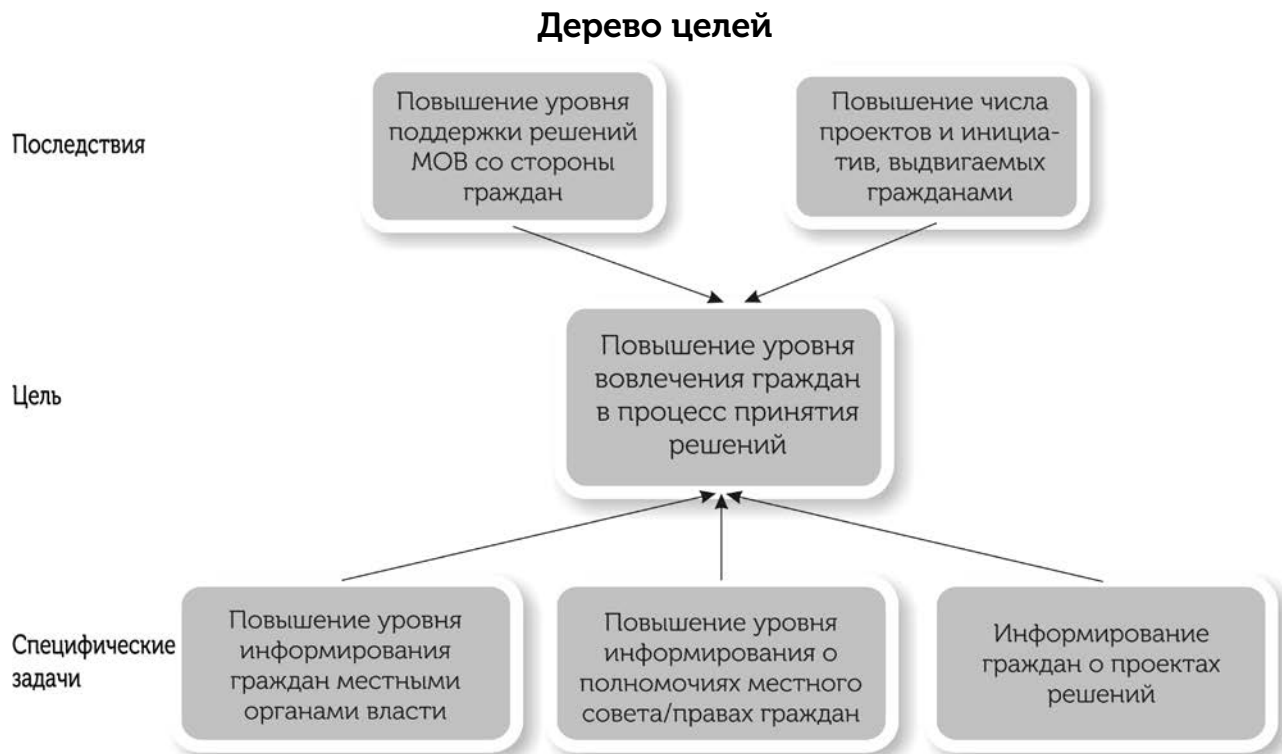 Дерево целей
Последствия
Повышение уровня
поддержки решений
МОВ со стороны
граждан
Повышение числа
проектов и инициа-
тив, выдвигаемых
гражданами
Цель
Повышение уровня
вовлечения граждан
в процесс принятия
решений
Специфические
задачи
Повышение уровня
информирования
граждан местными
органами власти
Повышение уровня
информирования о
полномочиях местного
совета/правах граждан
Информирование
граждан о проектах
решений